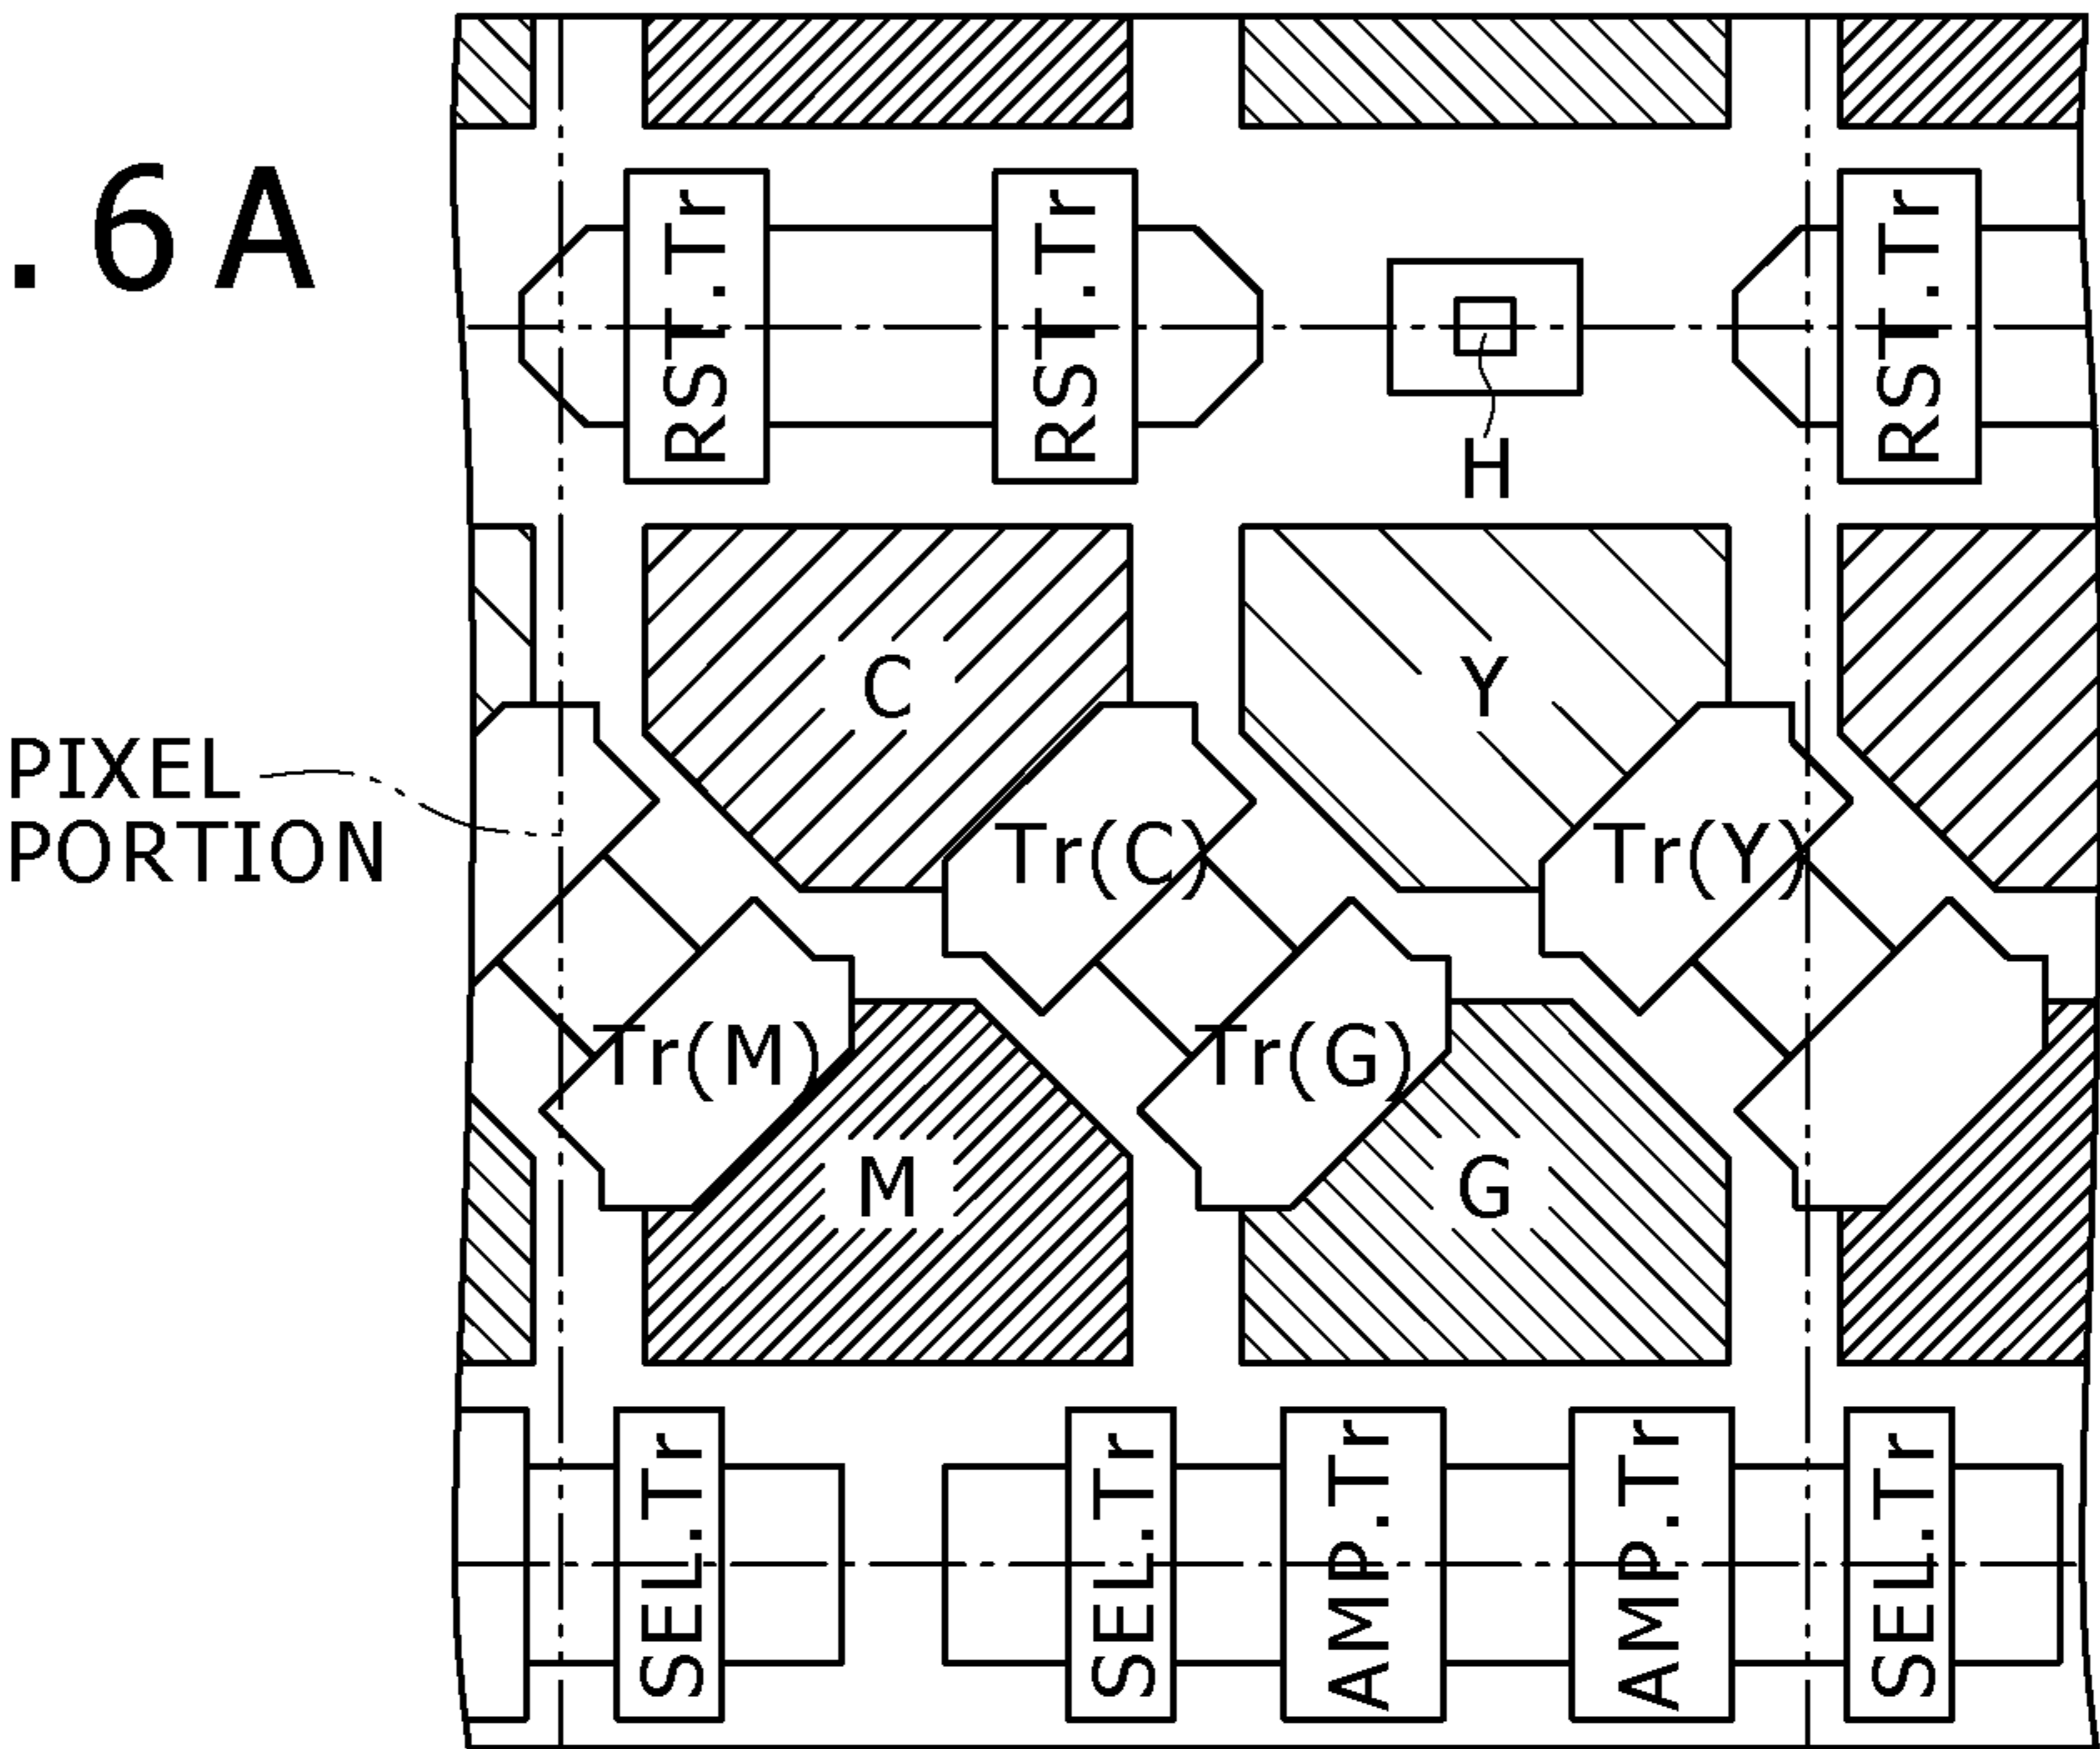 .6A
RST.Tr
RST.Tr
RST.Tr
H
C
Y
PIXEL
PORTION
Tr(C)
Tr(Y)
Tr(M)
Tr(G)
M
G
SEL.Tr
SEL.Tr
AMP.Tr
AMP.Tr
SEL.Tr